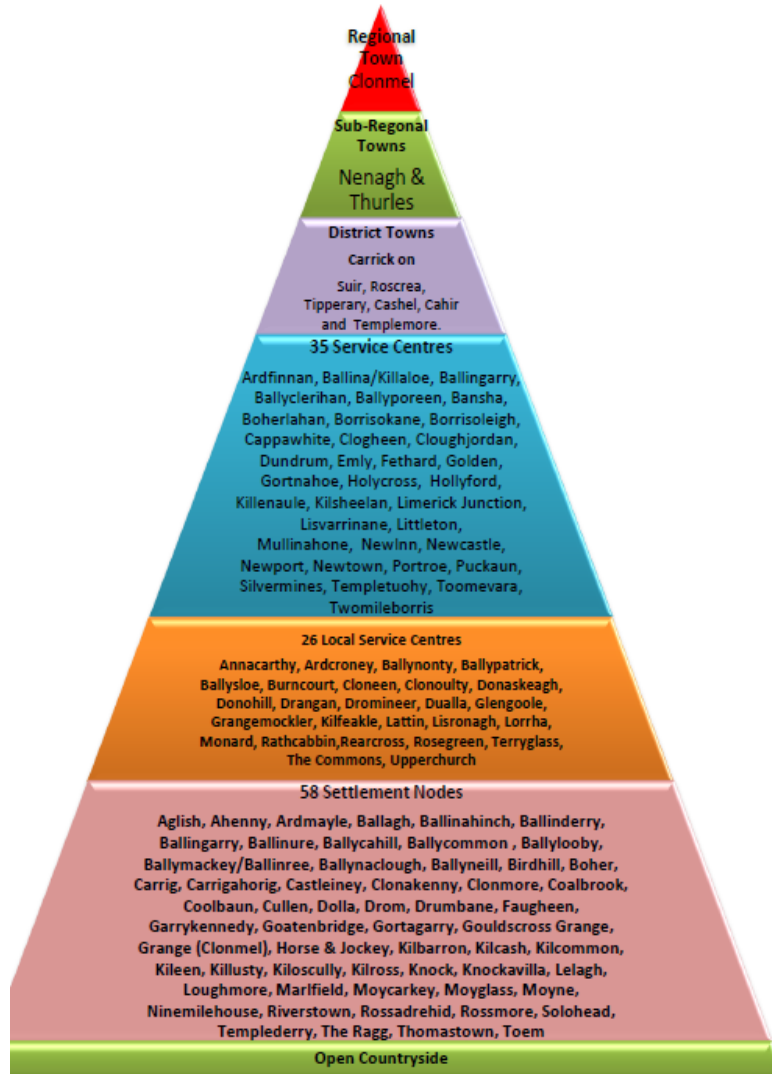 Regional
Town
Clonmel
Sub-Regonal
Towns
Nenagh &
Thurles
District Towns
Carrick on
Suir, Roscrea,
Tipperary, Cashel, Cahir
and Templemore.
35 Service Centres
Ardfinnan, Ballina/Killaloe, Ballingarry,
Ballyclerihan, Ballyporeen, Bansha,
Boherlahan, Borrisokane, Borrisoleigh,
Cappawhite, Clogheen, Cloughjordan,
Dundrum, Emly, Fethard, Golden,
Gortnahoe, Holycross, Hollyford,
Killenaule, Kilsheelan, Limerick Junction,
Lisvarrinane, Littleton,
Mullinahone, NewInn, Newcastle,
Newport, Newtown, Portroe, Puckaun,
Silvermines, Templetuohy, Toomevara,
Twomileborris
26 Local Service Centres
Annacarthy, Ardcroney, Ballynonty, Ballypatrick,
Ballysloe, Burncourt, Cloneen, Clonoulty, Donaskeagh,
Donohill, Drangan, Dromineer, Dualla, Glengoole,
Grangemockler, Kilfeakle, Lattin, Lisronagh, Lorrha,
Monard, Rathcabbin,Rearcross, Rosegreen, Terryglass,
The Commons, Upperchurch
58 Settlement Nodes
Aglish, Ahenny, Ardmayle, Ballagh, Ballinahinch, Ballinderry,
Ballingarry, Ballinure, Ballycahill, Ballycommon , Ballylooby,
Ballymackey/Ballinree, Ballynaclough, Ballyneill, Birdhill, Boher,
Carrig, Carrigahorig, Castleiney, Clonakenny, Clonmore, Coalbrook,
Coolbaun, Cullen, Dolla, Drom, Drumbane, Faugheen,
Garrykennedy, Goatenbridge, Gortagarry, Gouldscross Grange,
Grange (Clonmel), Horse & Jockey, Kilbarron, Kilcash, Kilcommon,
Kileen, Killusty, Kiloscully, Kilross, Knock, Knockavilla, Lelagh,
Loughmore, Marlfield, Moycarkey, Moyglass, Moyne,
Ninemilehouse, Riverstown, Rossadrehid, Rossmore, Solohead,
Templederry, The Ragg, Thomastown, Toem
Open Countryside